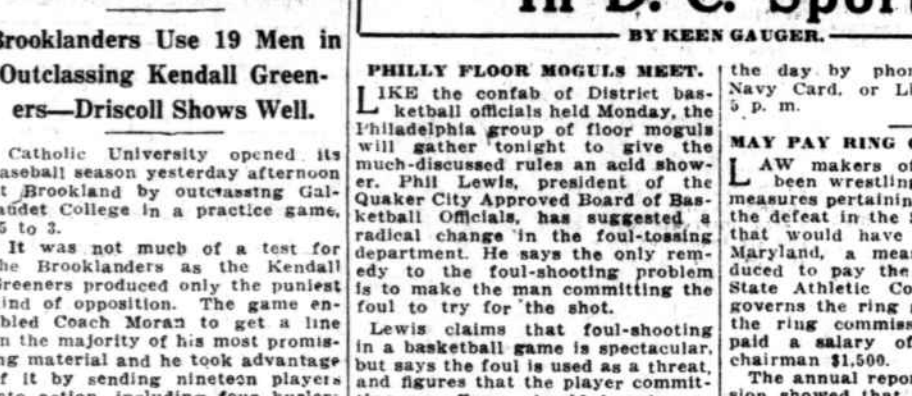 In D. C. Sport
BY KEEN GAUGER.
Brooklanders Use 19 Men in
Outclassing Kendall Green-
ers—Driscoll Shows Well.
Catholic University opened its
baseball season yesterday afternoon
at Brookland by outclassing Gal-
laudet College in a practice game,
5 to 3.
It was not much of a test for
the Brooklanders as the Kendall
Greeners produced only the puniest
kind of opposition. The game en-
abled Coach Moran to get a line
on the majority of his most promis-
ing material and he took advantage
of it by sending nineteen players
into action, including four hurlers
PHILLY FLOOR MOGULS MEET.
LIKE the confab of District bas-
ketball officials held Monday, the
Philadelphia group of floor moguls
will gather tonight to give the
much-discussed rules an acid show-
er. Phil Lewis, president of the
Quaker City Approved Board of Bas-
ketball Officials, has suggested a
radical change in the foul-tossing
department. He says the only rem-
edy to the foul-shooting problem
is to make the man committing the
foul to try for the shot.
Lewis claims that foul-shooting
in a basketball game is spectacular,
but says the foul is used as a threat,
and figures that the player commit-
the day by pho
Navy Card. or Li
5 p. m.
MAY PAY RING
LAW makers of
been wrestling
measures pertainin
the defeat in the
that would have
Maryland, a mea
duced to pay the
State Athletic Co
governs the ring
the ring commiss
paid a salary of
chairman $1,500.
The annual repor
sion showed that